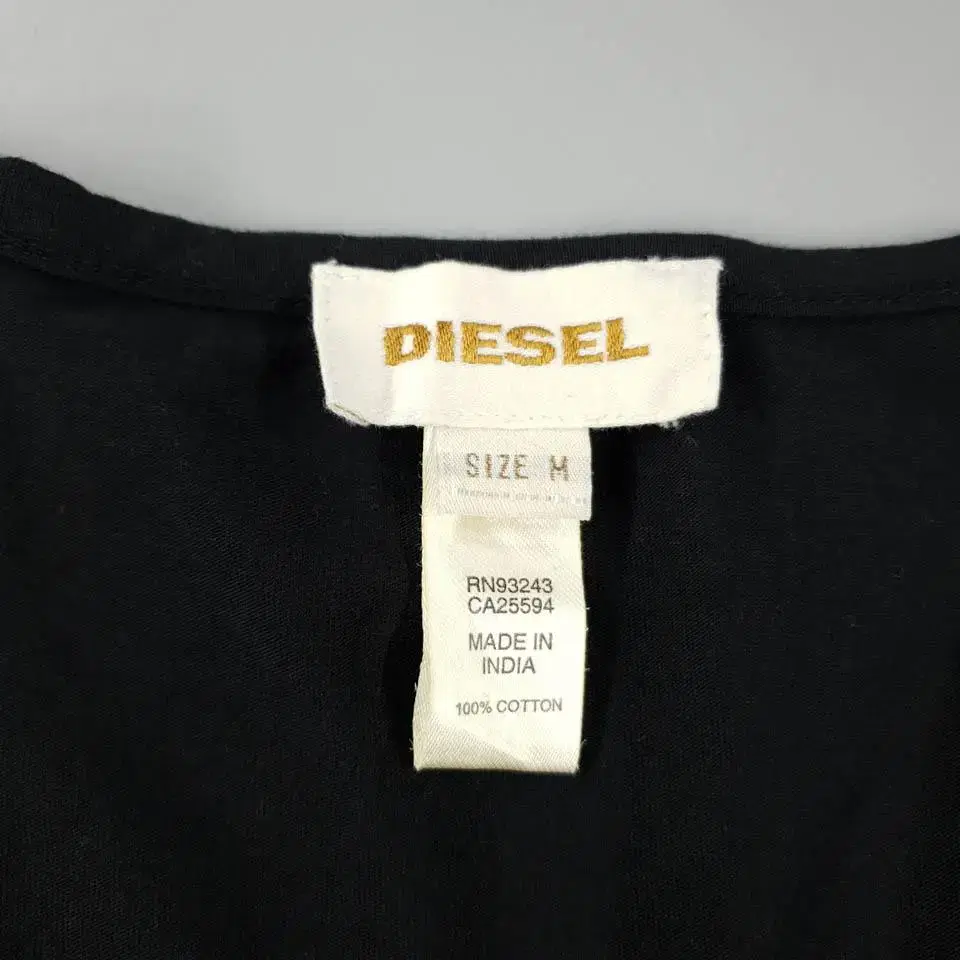 DIESEL
SIZE M
RN93243
CA25594
MADE IN
INDIA
100% COTTON